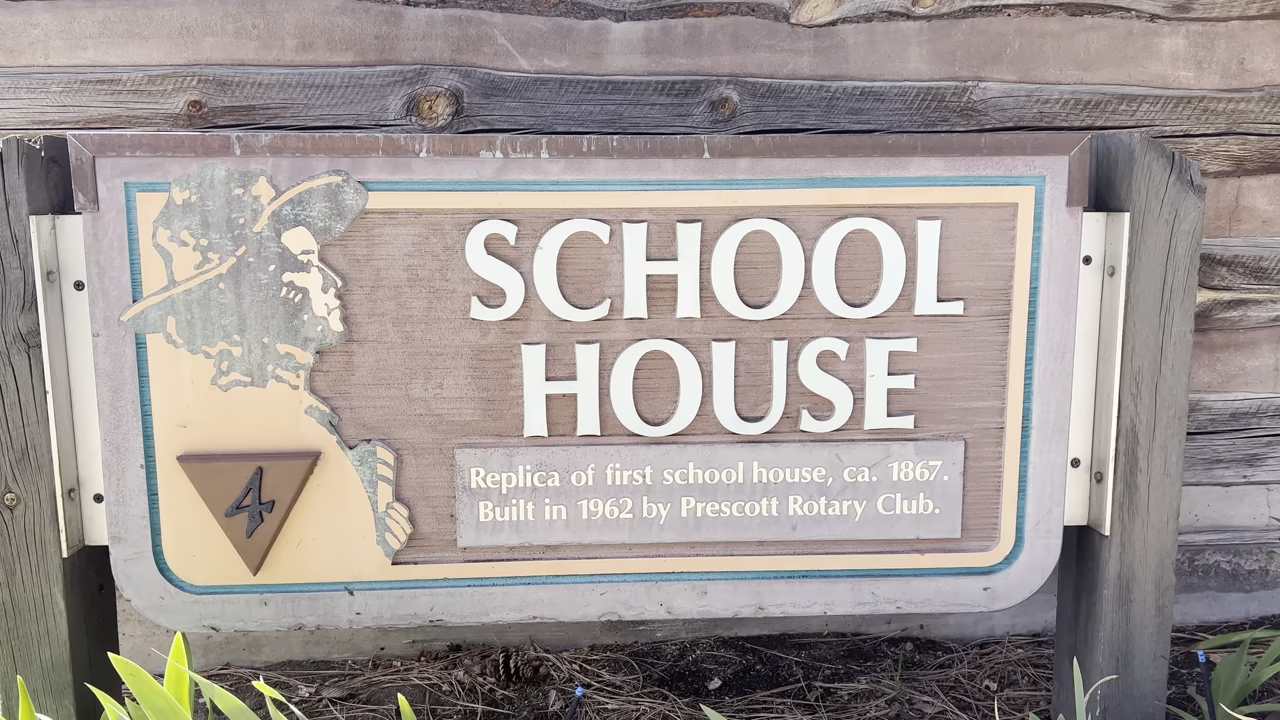 SCHOOL
HOUSE
Replica of first school house, ca. 1867.
Built in 1962 by Prescott Rotary Club.
4